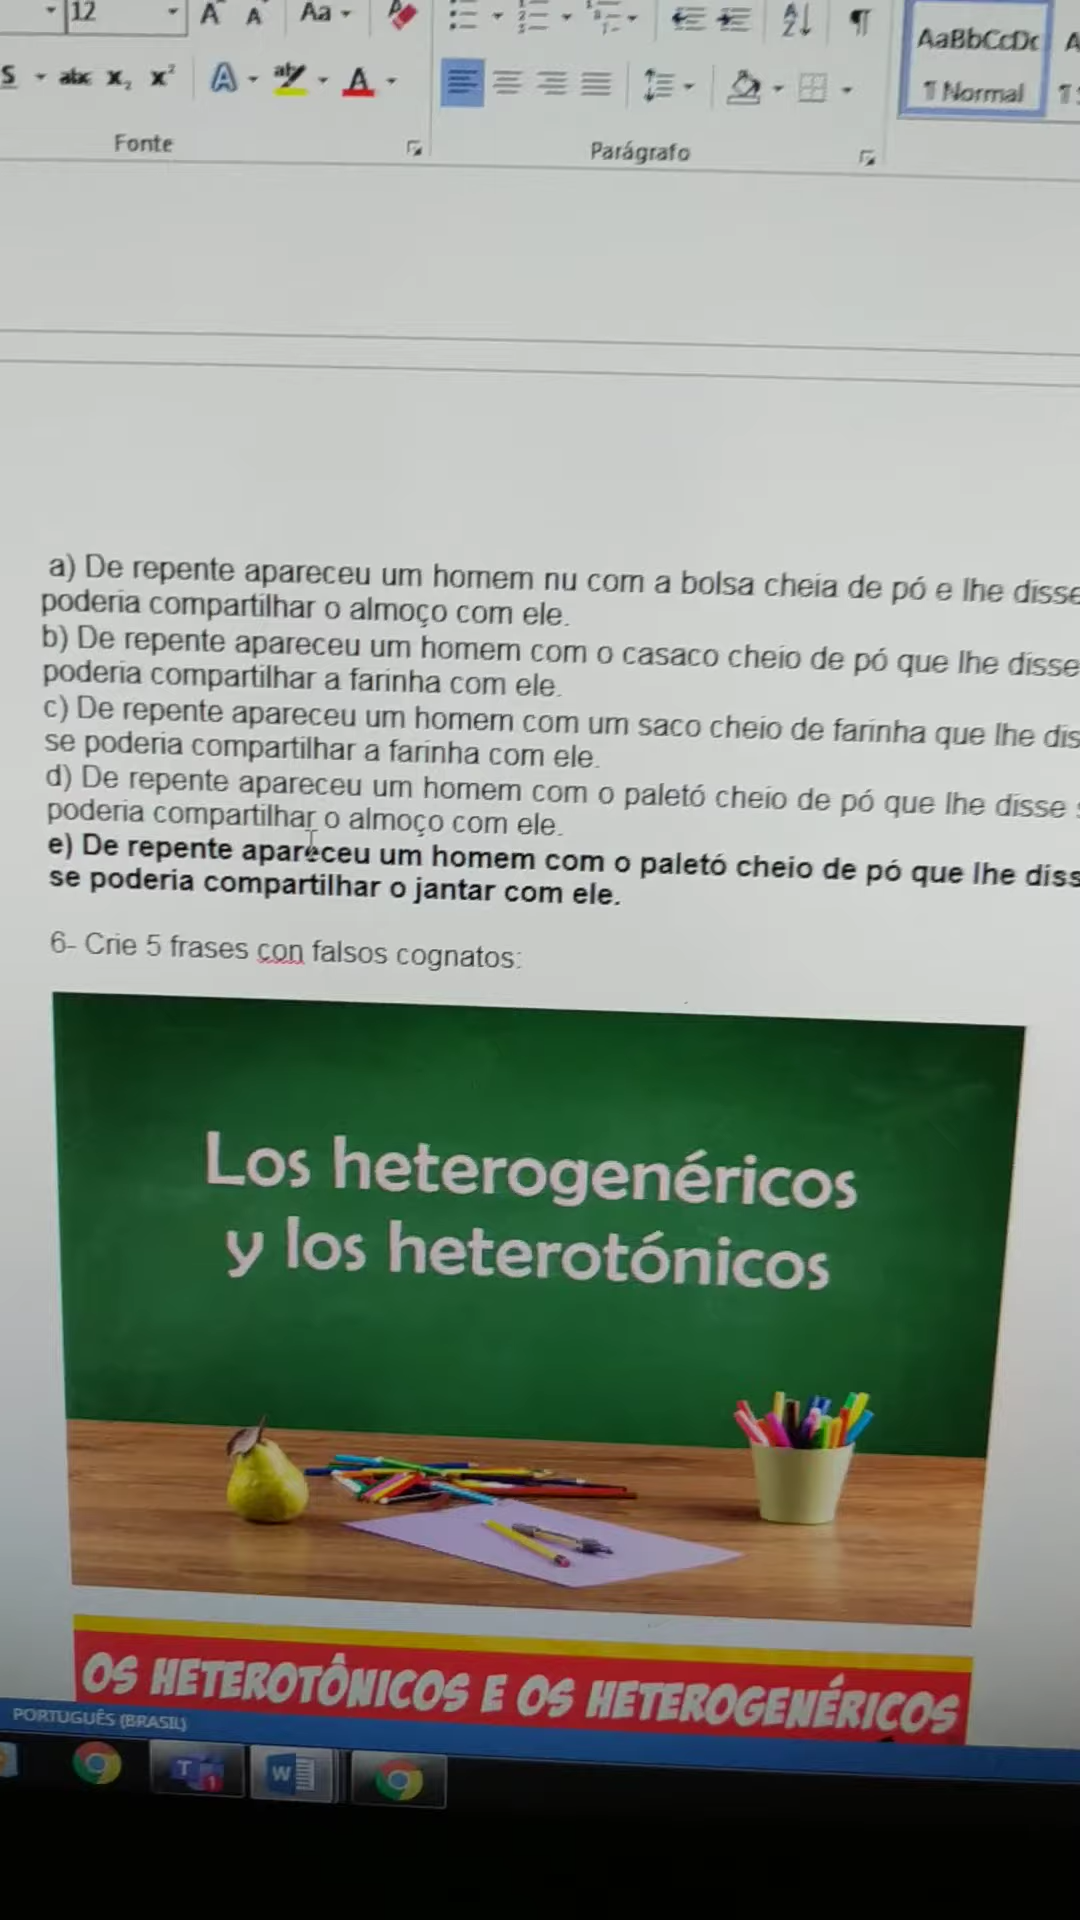 12
A A Aa
S abc x₂ x² A ab A
AaBbCcDc
¶ Normal
Fonte
Parágrafo
a) De repente apareceu um homem nu com a bolsa cheia de pó e lhe disse
poderia compartilhar o almoço com ele.
b) De repente apareceu um homem com o casaco cheio de pó que lhe disse
poderia compartilhar a farinha com ele.
c) De repente apareceu um homem com um saco cheio de farinha que lhe dis
se poderia compartilhar a farinha com ele.
d) De repente apareceu um homem com o paletó cheio de pó que lhe disse s
poderia compartilhar o almoço com ele.
e) De repente apareceu um homem com o paletó cheio de pó que lhe diss
se poderia compartilhar o jantar com ele.
6- Crie 5 frases con falsos cognatos:
Los heterogenéricos
y los heterotónicos
OS HETEROTÔNICOS E OS HETEROGENÉRICOS
PORTUGUÊS (BRASIL)
T 1 W